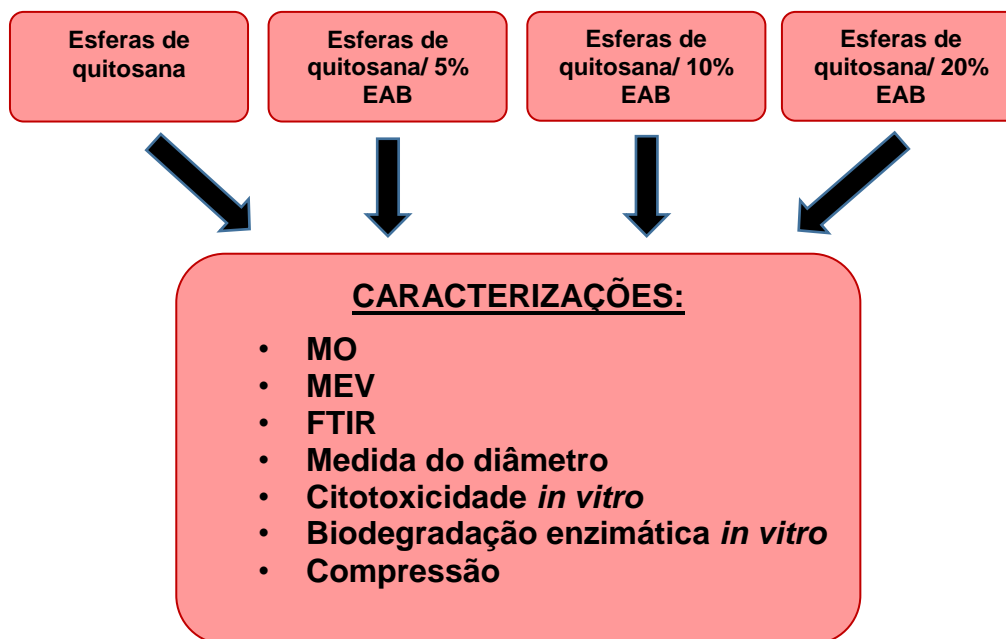 Esferas de
quitosana
Esferas de
quitosana/ 5%
EAB
Esferas de
quitosana/ 10%
EAB
Esferas de
quitosana/ 20%
EAB
CARACTERIZAÇÕES:
• MO
• MEV
• FTIR
• Medida do diâmetro
• Citotoxicidade in vitro
• Biodegradação enzimática in vitro
• Compressão